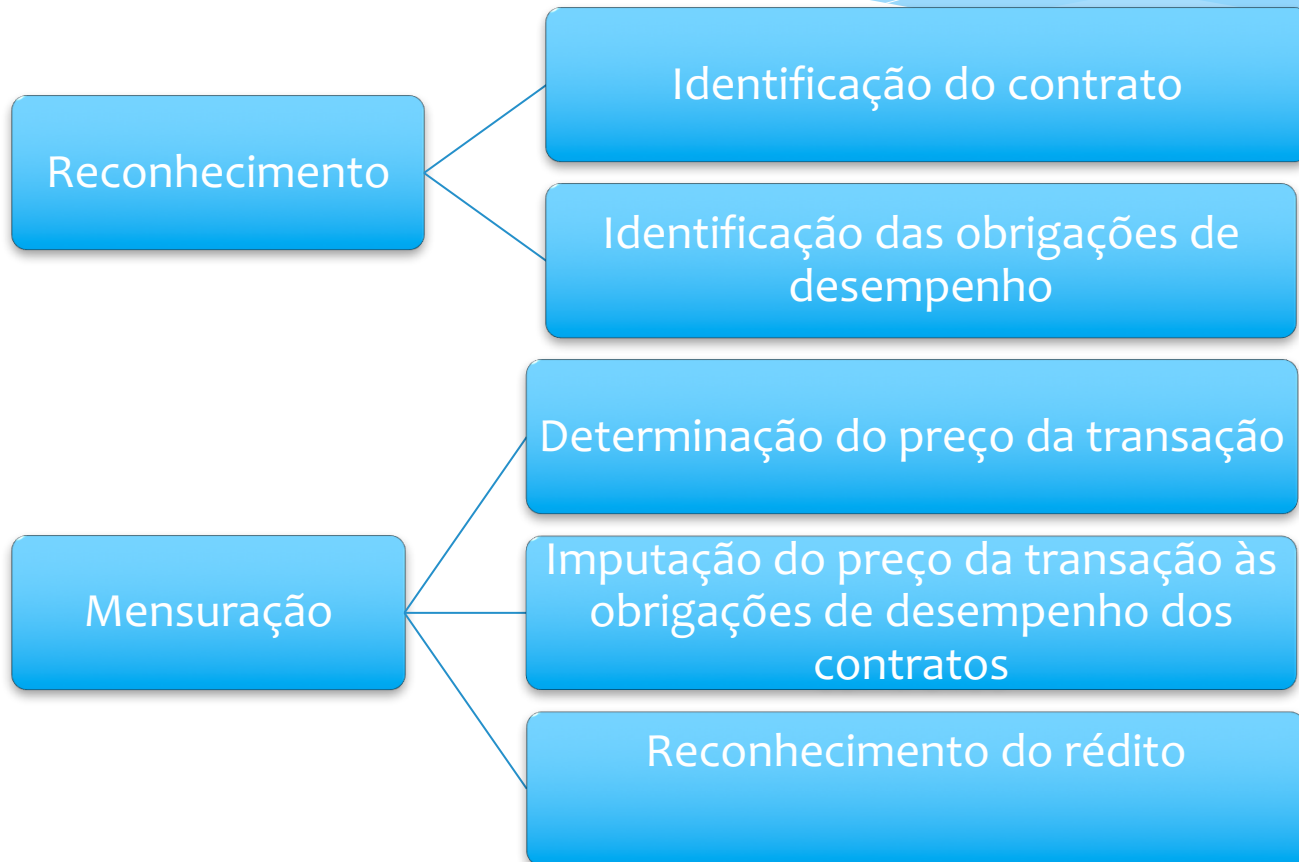 Reconhecimento
Identificação do contrato
Identificação das obrigações de
desempenho
Mensuração
Determinação do preço da transação
Imputação do preço da transação às
obrigações de desempenho dos
contratos
Reconhecimento do rédito